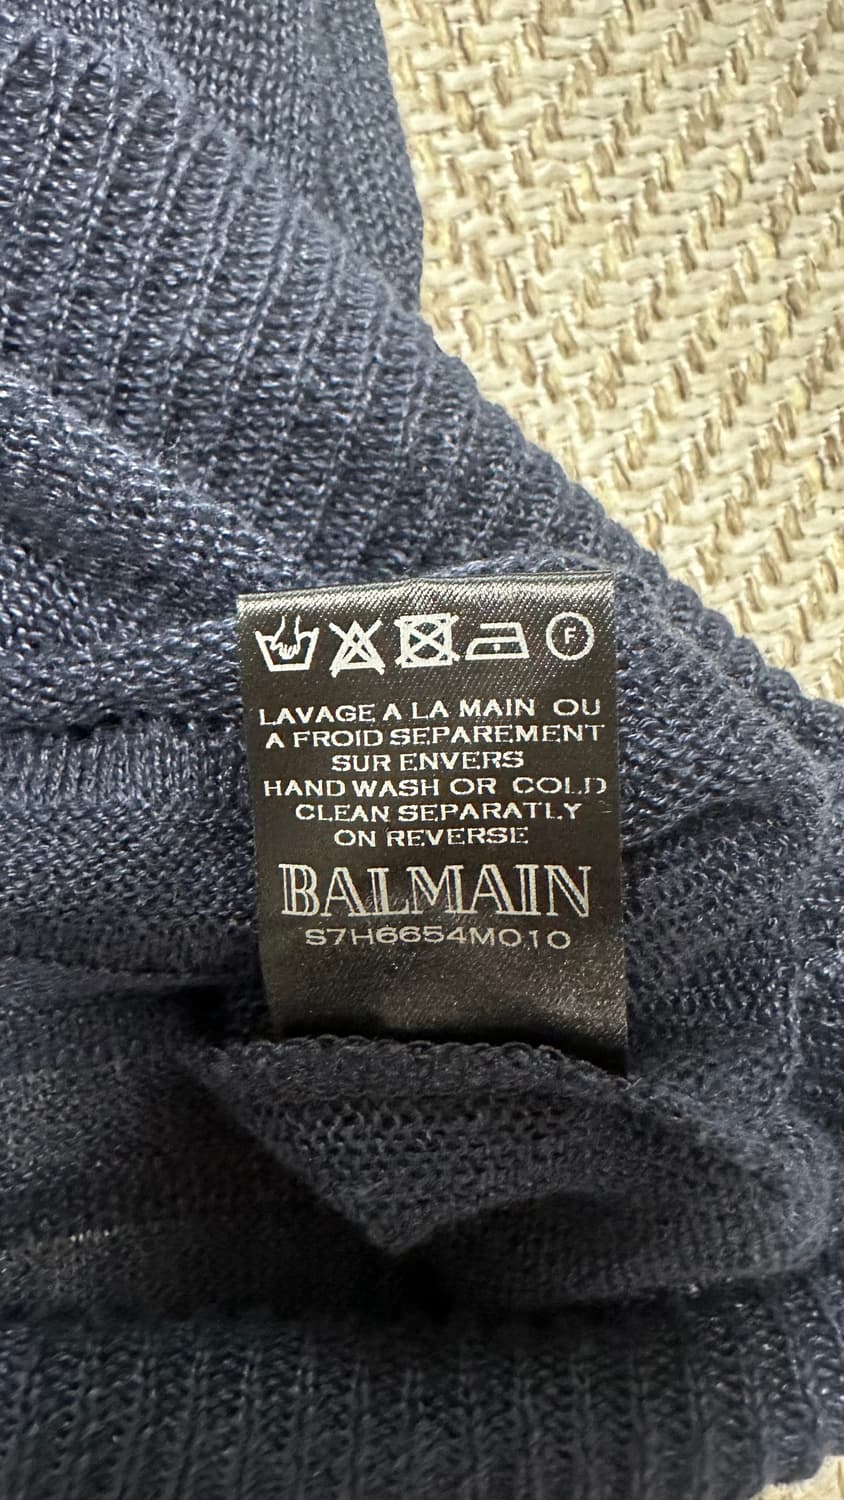 F
LAVAGE A LA MAIN OU
A FROID SEPAREMENT
SUR ENVERS
HAND WASH OR COLD
CLEAN SEPARATLY
ON REVERSE
BALMAIN
S7H6654M010